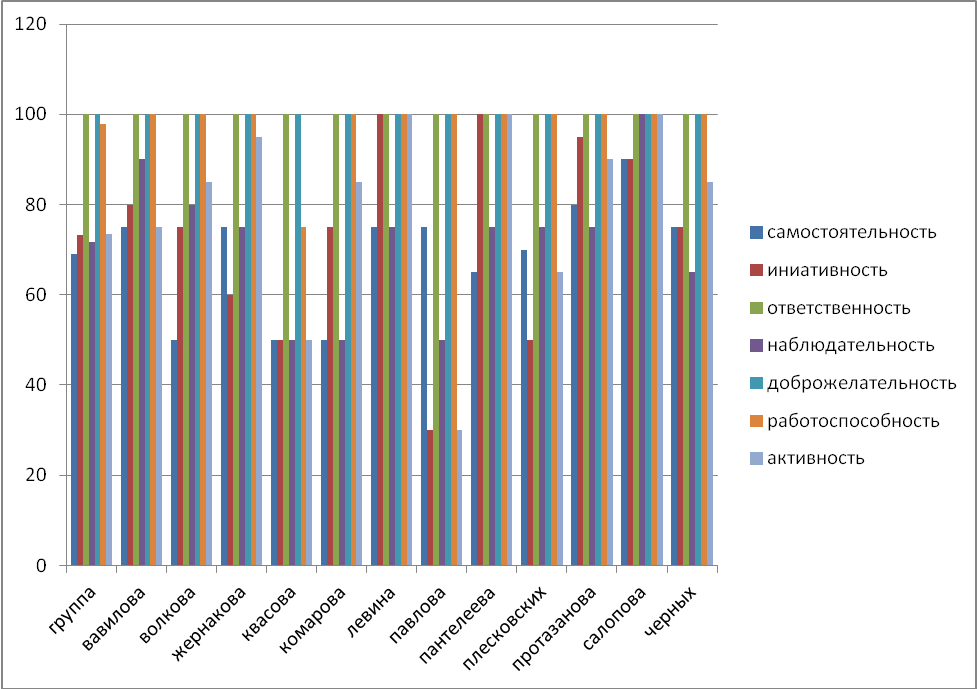 120
100
80
60
40
20
0
группа
вавилова
волкова
жернакова
квасова
комарова
левина
павлова
пантелеева
плесковских
протазанова
салопова
черных
самостоятельность
иниативность
ответственность
наблюдательность
доброжелательность
работоспособность
активность